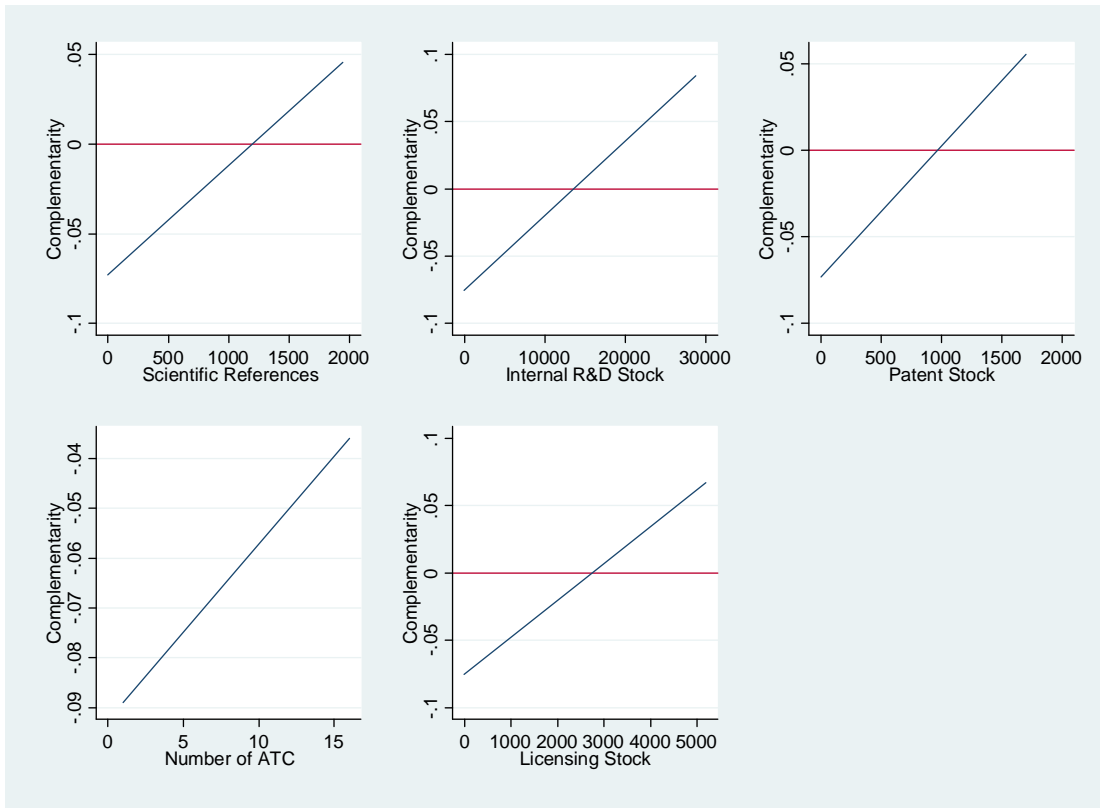 Complementarity
.05
0
-.05
-.1
0 500 1000 1500 2000
Scientific References
Complementarity
.1
.05
0
-.05
-.1
0 10000 20000 30000
Internal R&D Stock
Complementarity
.05
0
-.05
-.1
0 500 1000 1500 2000
Patent Stock
Complementarity
-.04
-.05
-.06
-.07
-.08
-.09
0 5 10 15
Number of ATC
Complementarity
.1
.05
0
-.05
-.1
0 1000 2000 3000 4000 5000
Licensing Stock